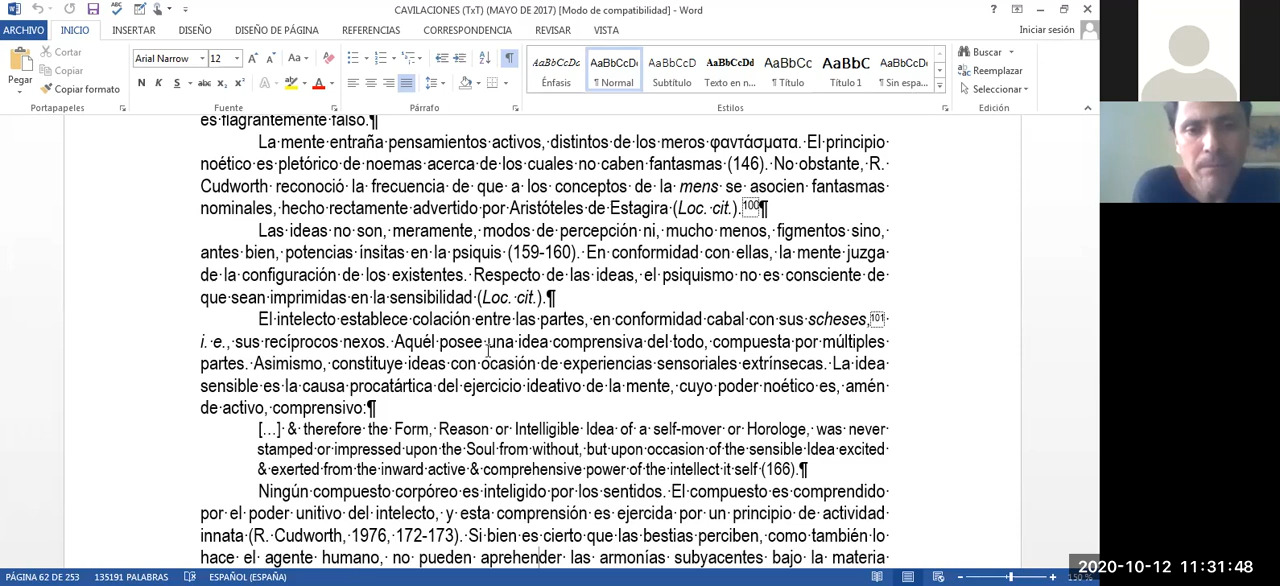 CAVILACIONES (TxT) (MAYO DE 2017) [Modo de compatibilidad] - Word
ARCHIVO INICIO INSERTAR DISEÑO DISEÑO DE PÁGINA REFERENCIAS CORRESPONDENCIA REVISAR VISTA Iniciar sesión
Pegar
Cortar
Copiar
Copiar formato
Portapapeles
Arial Narrow 12
N K S abc x₂ x²
Fuente
Párrafo
AaBbCcDc AaBbCcDc AaBbCcD AaBbCcDd AaBbCc AaBbC AaBbCcDc
Énfasis ¶ Normal Subtítulo Texto en n... ¶ Título Título 1 ¶ Sin espa...
Estilos
Buscar
Reemplazar
Seleccionar
Edición
es flagrantemente falso.¶
La mente entraña pensamientos activos, distintos de los meros φαντάσματα. El principio
noético es pletórico de noemas acerca de los cuales no caben fantasmas (146). No obstante, R.
Cudworth reconoció la frecuencia de que a los conceptos de la mens se asocien fantasmas
nominales, hecho rectamente advertido por Aristóteles de Estagira (Loc. cit.).100¶
Las ideas no son, meramente, modos de percepción ni, mucho menos, figmentos sino,
antes bien, potencias ínsitas en la psiquis (159-160). En conformidad con ellas, la mente juzga
de la configuración de los existentes. Respecto de las ideas, el psiquismo no es consciente de
que sean imprimidas en la sensibilidad (Loc. cit.).¶
El intelecto establece colación entre las partes, en conformidad cabal con sus scheses,101
i. e., sus recíprocos nexos. Aquél posee una idea comprensiva del todo, compuesta por múltiples
partes. Asimismo, constituye ideas con ocasión de experiencias sensoriales extrínsecas. La idea
sensible es la causa procatártica del ejercicio ideativo de la mente, cuyo poder noético es, amén
de activo, comprensivo:¶
[…] & therefore the Form, Reason or Intelligible Idea of a self-mover or Horologe, was never
stamped or impressed upon the Soul from without, but upon occasion of the sensible Idea excited
& exerted from the inward active & comprehensive power of the intellect it self (166).¶
Ningún compuesto corpóreo es inteligido por los sentidos. El compuesto es comprendido
por el poder unitivo del intelecto, y esta comprensión es ejercida por un principio de actividad
innata (R. Cudworth, 1976, 172-173). Si bien es cierto que las bestias perciben, como también lo
hace el agente humano, no pueden aprehender las armonías subyacentes bajo la materia
PÁGINA 62 DE 253 135191 PALABRAS ESPAÑOL (ESPAÑA) 150 %
2020-10-12 11:31:48